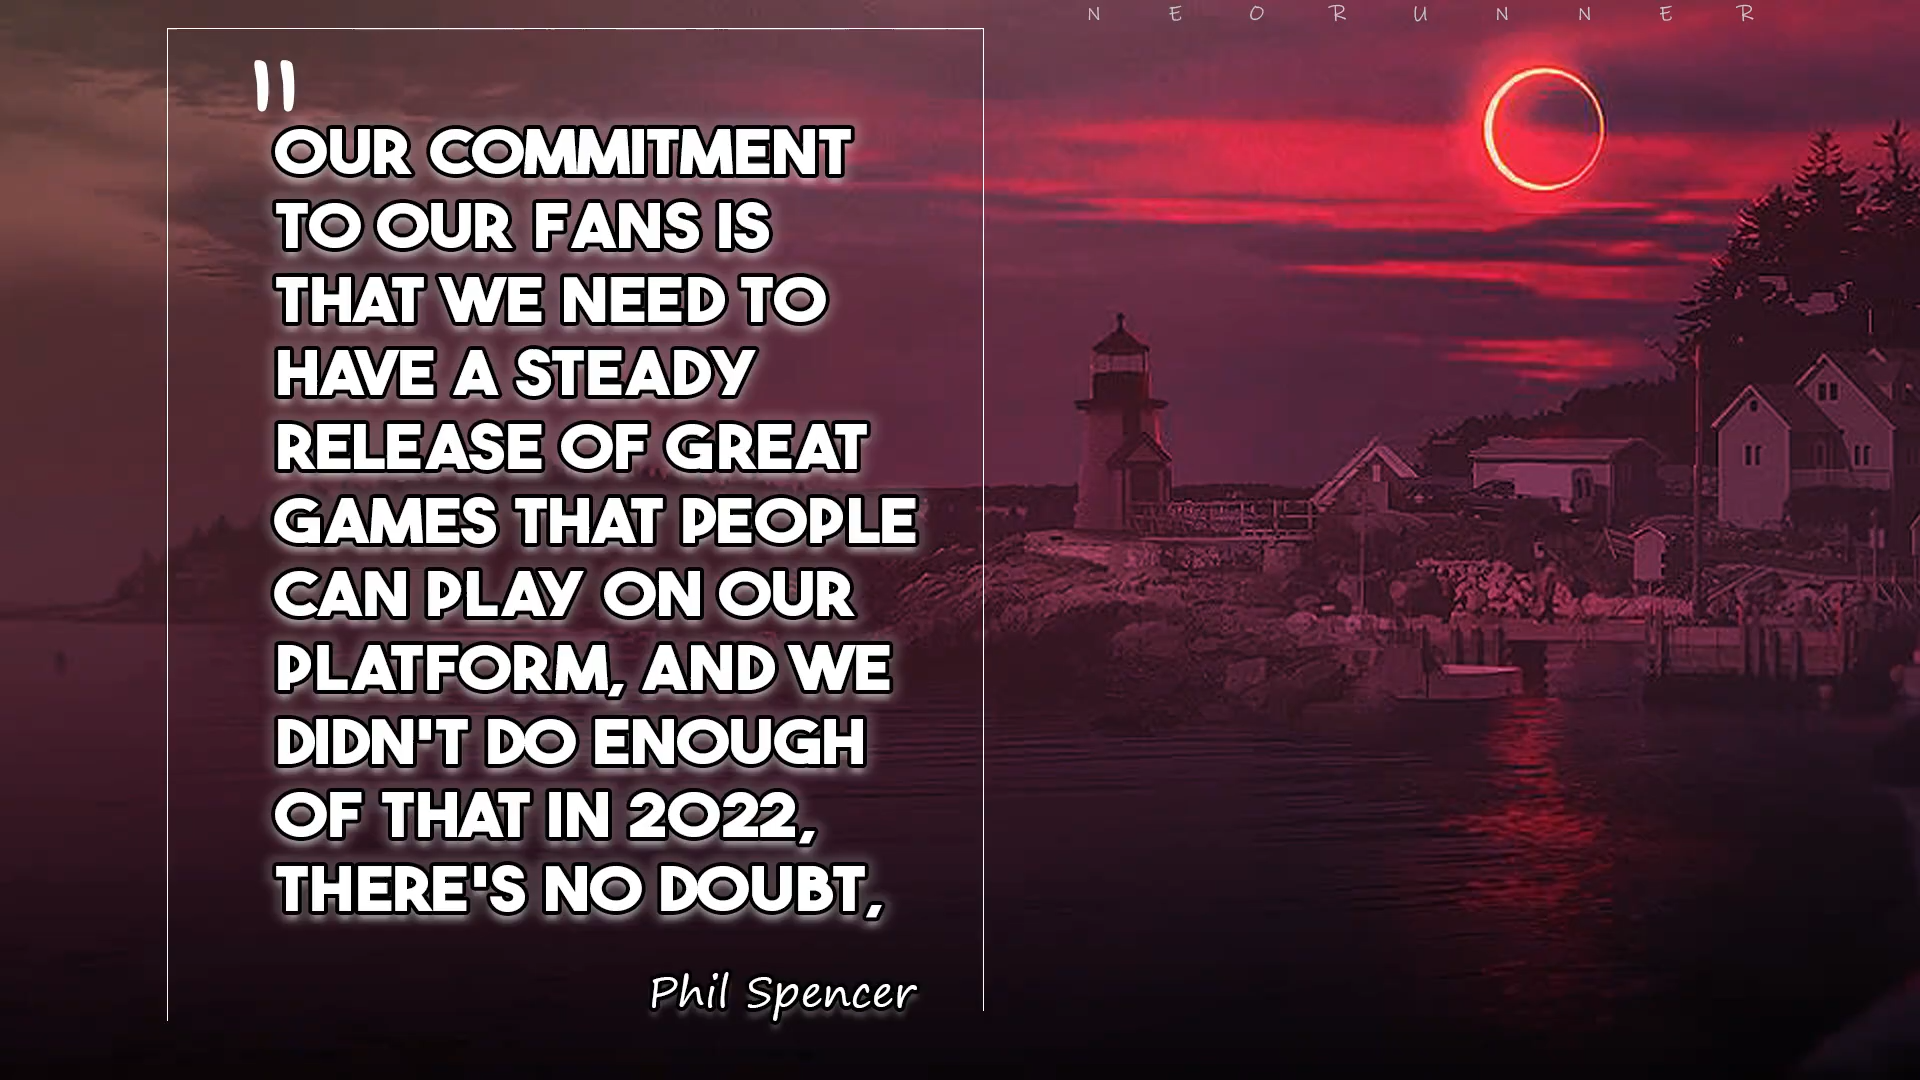 N E O R U N N E R
"
OUR COMMITMENT
TO OUR FANS IS
THAT WE NEED TO
HAVE A STEADY
RELEASE OF GREAT
GAMES THAT PEOPLE
CAN PLAY ON OUR
PLATFORM, AND WE
DIDN'T DO ENOUGH
OF THAT IN 2022,
THERE'S NO DOUBT,
Phil Spencer